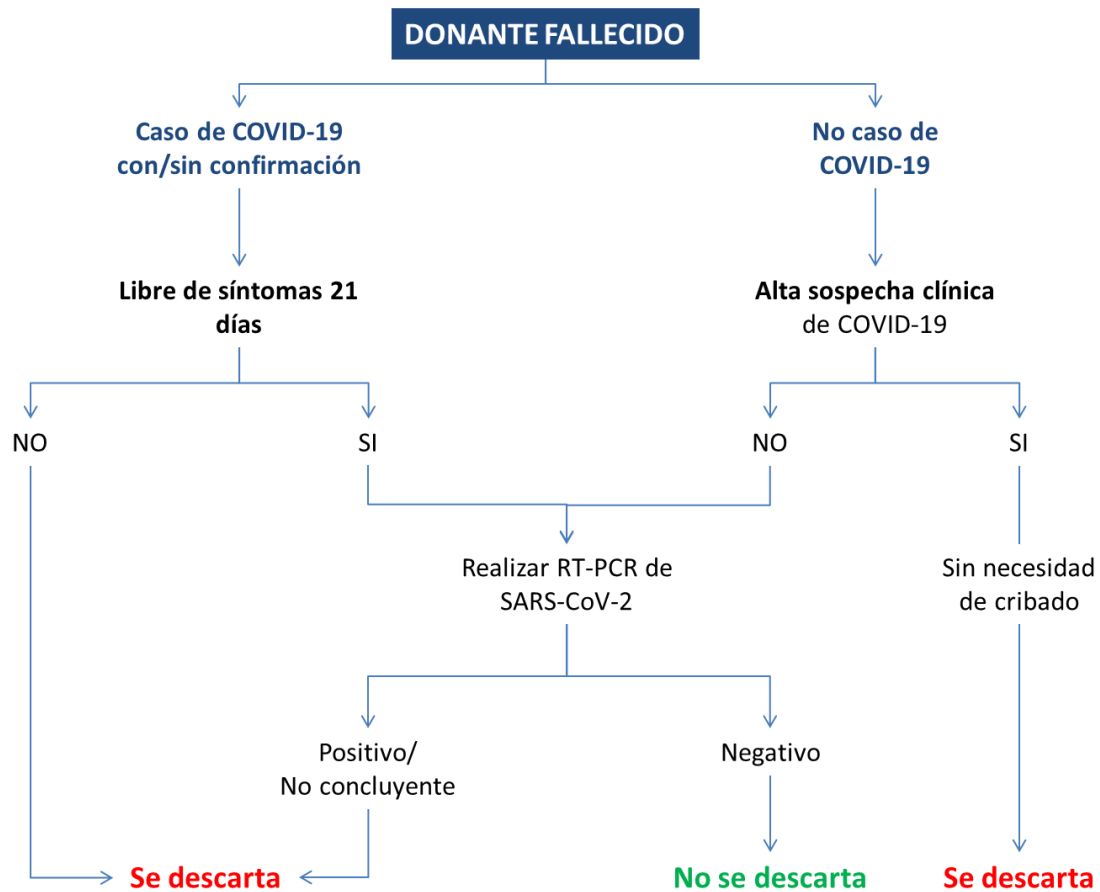 DONANTE FALLECIDO
Caso de COVID-19
con/sin confirmación
No caso de
COVID-19
Libre de síntomas 21
días
Alta sospecha clínica
de COVID-19
NO
SI
NO
SI
Realizar RT-PCR de
SARS-CoV-2
Sin necesidad
de cribado
Positivo/
No concluyente
Negativo
Se descarta
No se descarta
Se descarta